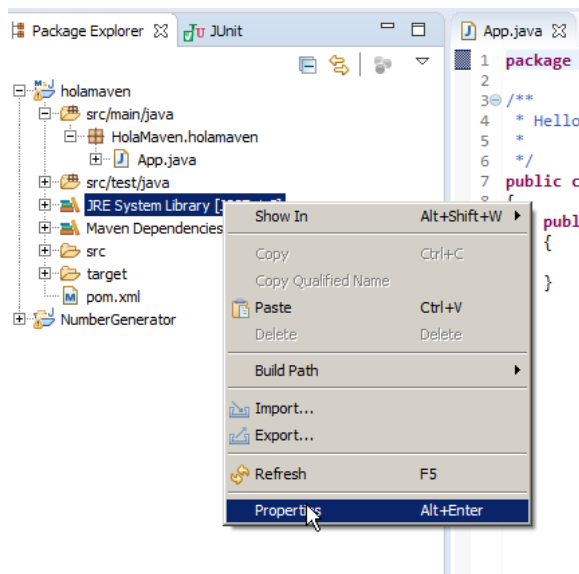 Package Explorer JUnit App.java
1 package
holamaven
2
src/main/java
3 /**
HolaMaven.holamaven
4 * Hello
App.java
5 *
6 */
src/test/java
7 public c
JRE System Library [
8 {
Show In Alt+Shift+W
Maven Dependencies
publ
src
Copy Ctrl+C
{
target
Copy Qualified Name
}
pom.xml
Paste Ctrl+V
NumberGenerator
Delete Delete
Build Path
Import...
Export...
Refresh F5
Properties Alt+Enter